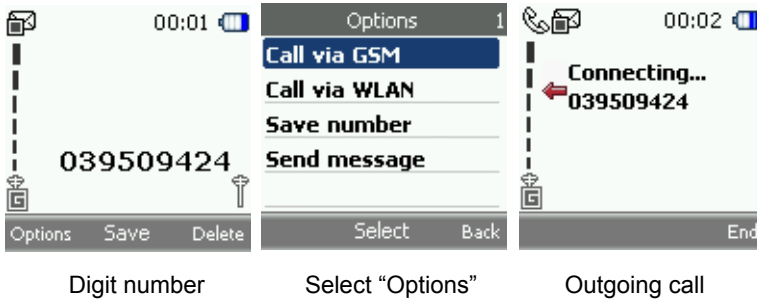 00:01
039509424
G
Options Save Delete
Digit number
Options 1
Call via GSM
Call via WLAN
Save number
Send message
Select Back
Select “Options”
00:02
Connecting...
039509424
G
End
Outgoing call